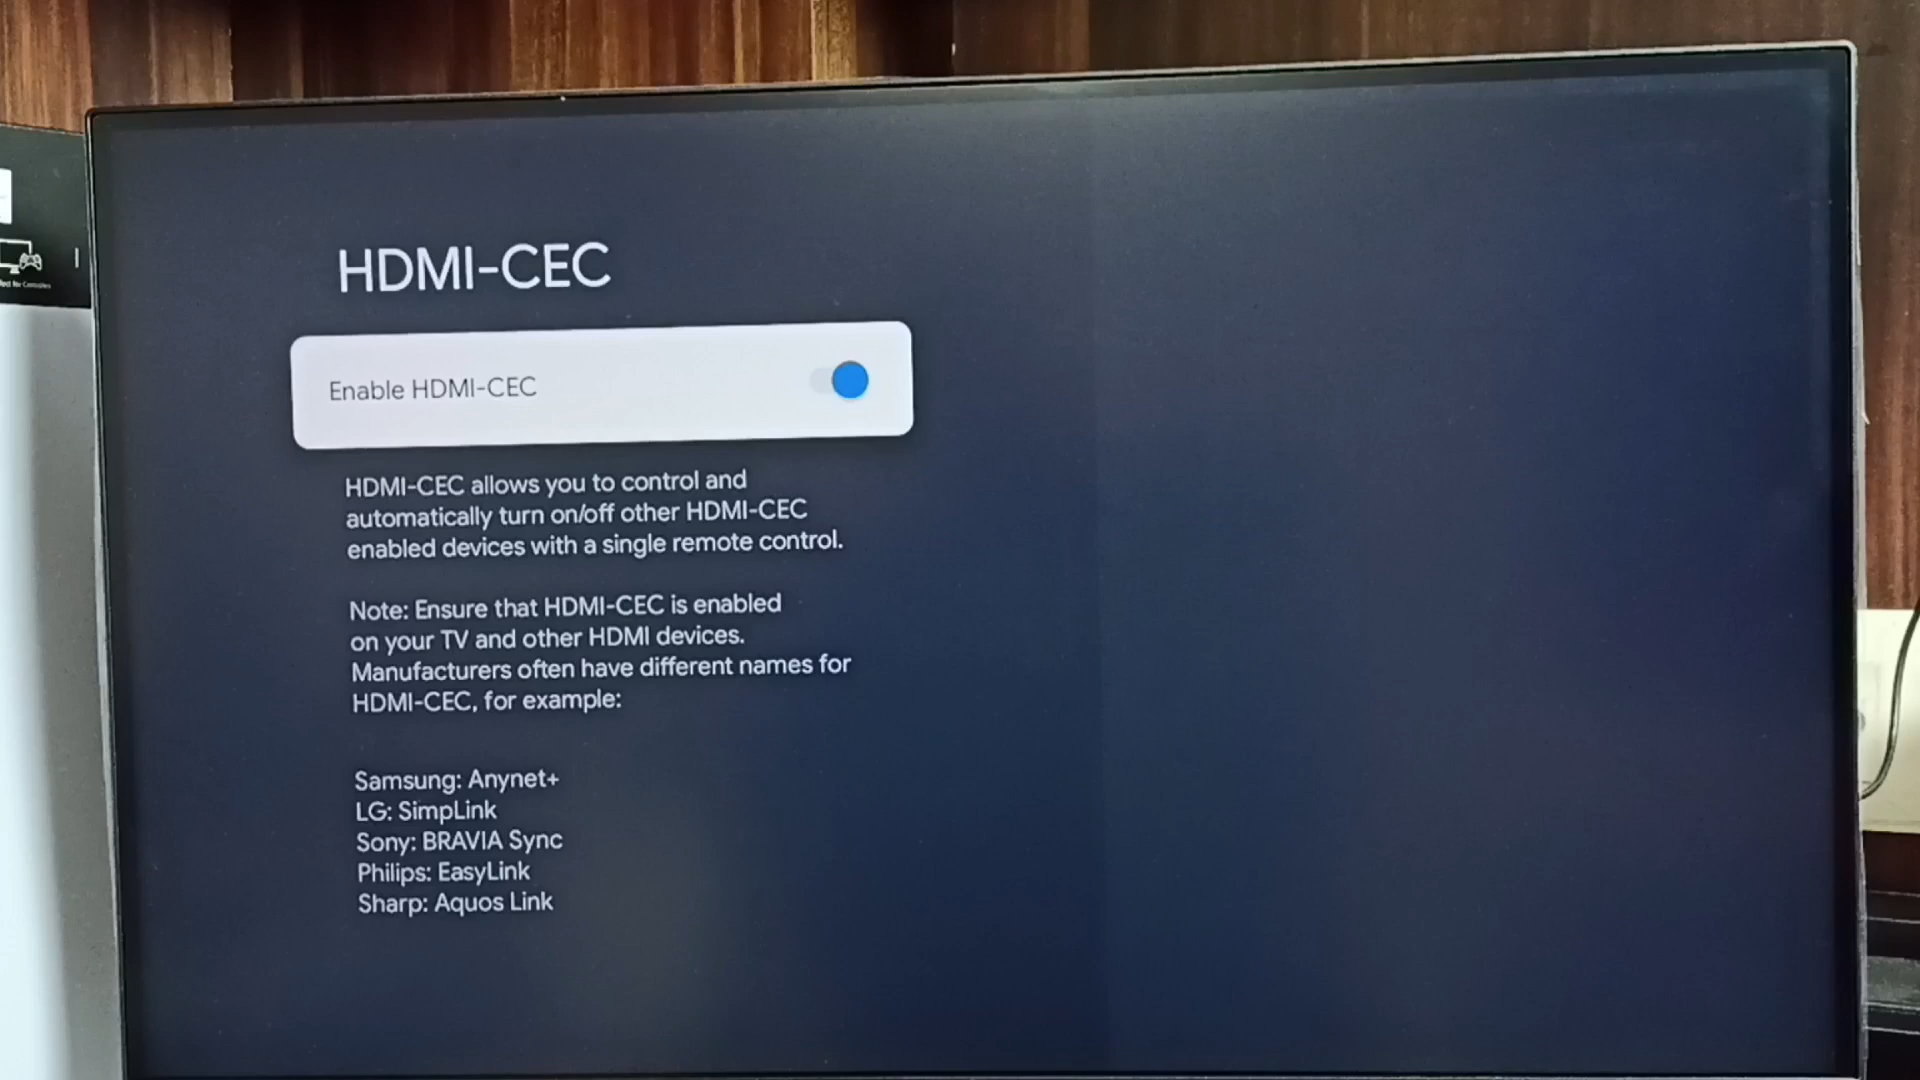 HDMI-CEC
Enable HDMI-CEC
HDMI-CEC allows you to control and
automatically turn on/off other HDMI-CEC
enabled devices with a single remote control.
Note: Ensure that HDMI-CEC is enabled
on your TV and other HDMI devices.
Manufacturers often have different names for
HDMI-CEC, for example:
Samsung: Anynet+
LG: SimpLink
Sony: BRAVIA Sync
Philips: EasyLink
Sharp: Aquos Link
for Consoles